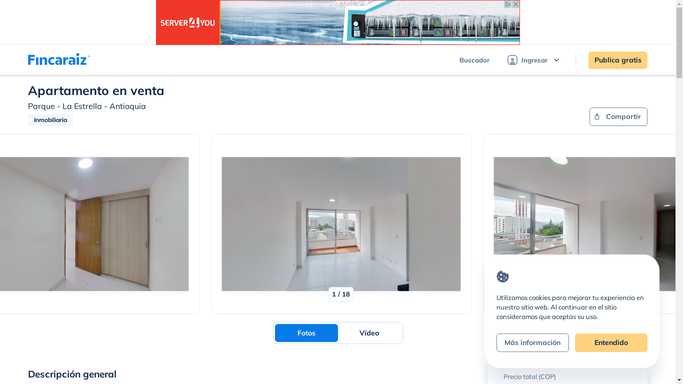 SERVER4YOU
Fincaraiz
Buscador
Ingresar
Publica gratis
Apartamento en venta
Parque - La Estrella - Antioquia
Inmobiliaria
Compartir
1 / 18
Fotos
Vídeo
Utilizamos cookies para mejorar tu experiencia en
nuestro sitio web. Al continuar en el sitio
consideramos que aceptas su uso.
Más información
Entendido
Descripción general
Precio total (COP)